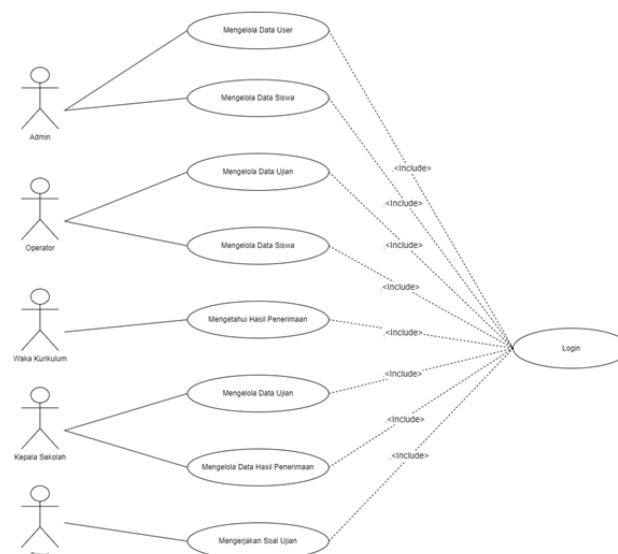 Mengelola Data User
Admin
Mengelola Data Siswa
<Include>
Mengelola Data Ujian
<Include>
Operator
<Include>
Mengelola Data Siswa
<Include>
Mengetahui Hasil Penerimaan
<Include>
Waka Kurikulum
Login
<Include>
Mengelola Data Ujian
<Include>
Kepala Sekolah
Mengelola Data Hasil Penerimaan
<Include>
Mengerjakan Soal Ujian